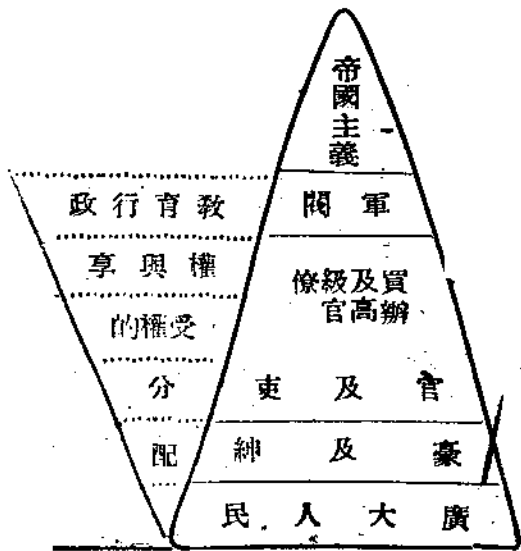 帝國主義
軍閥
買辦及高級官僚
官及吏
豪及紳
廣大人民
教育行政
權與享
受權的
分
配